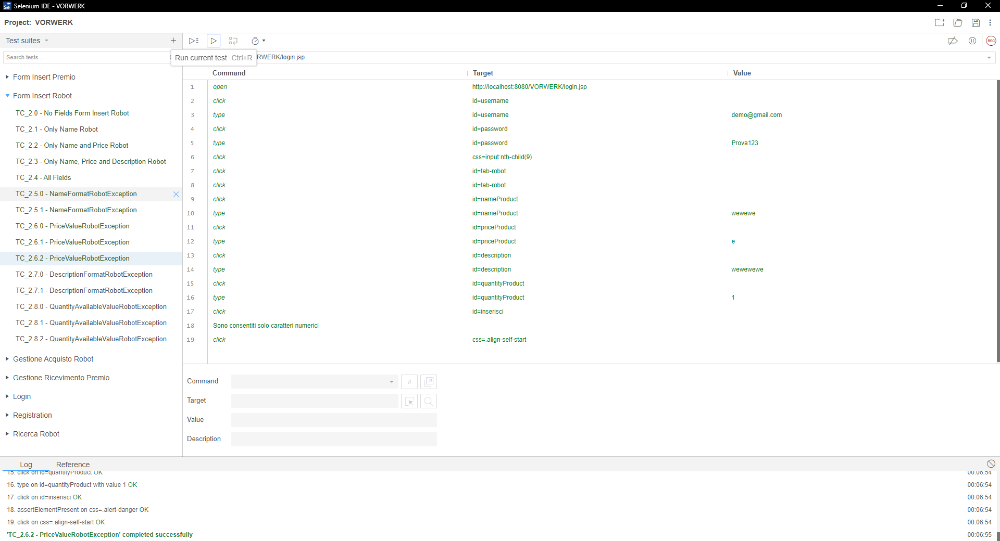 Selenium IDE - VORWERK
Project: VORWERK
Test suites
Search tests...
Run current test Ctrl+R
RWERK/login.jsp
Form Insert Premio
Form Insert Robot
TC_2.0 - No Fields Form Insert Robot
TC_2.1 - Only Name Robot
TC_2.2 - Only Name and Price Robot
TC_2.3 - Only Name, Price and Description Robot
TC_2.4 - All Fields
TC_2.5.0 - NameFormatRobotException
TC_2.5.1 - NameFormatRobotException
TC_2.6.0 - PriceValueRobotException
TC_2.6.1 - PriceValueRobotException
TC_2.6.2 - PriceValueRobotException
TC_2.7.0 - DescriptionFormatRobotException
TC_2.7.1 - DescriptionFormatRobotException
TC_2.8.0 - QuantityAvailableValueRobotException
TC_2.8.1 - QuantityAvailableValueRobotException
TC_2.8.2 - QuantityAvailableValueRobotException
Gestione Acquisto Robot
Gestione Ricevimento Premio
Login
Registration
Ricerca Robot
REC
Command Target Value
1 open http://localhost:8080/VORWERK/login.jsp
2 click id=username
3 type id=username demo@gmail.com
4 click id=password
5 type id=password Prova123
6 click css=input:nth-child(9)
7 click id=tab-robot
8 click id=tab-robot
9 click id=nameProduct
10 type id=nameProduct wewewe
11 click id=priceProduct
12 type id=priceProduct e
13 click id=description
14 type id=description wewewewe
15 click id=quantityProduct
16 type id=quantityProduct 1
17 click id=inserisci
18 Sono consentiti solo caratteri numerici
19 click css=.align-self-start
Command //
Target
Value
Description
Log Reference
15. click on id=quantityProduct OK 00:06:54
16. type on id=quantityProduct with value 1 OK 00:06:54
17. click on id=inserisci OK 00:06:54
18. assertElementPresent on css=.alert-danger OK 00:06:54
19. click on css=.align-self-start OK 00:06:54
'TC_2.6.2 - PriceValueRobotException' completed successfully 00:06:55